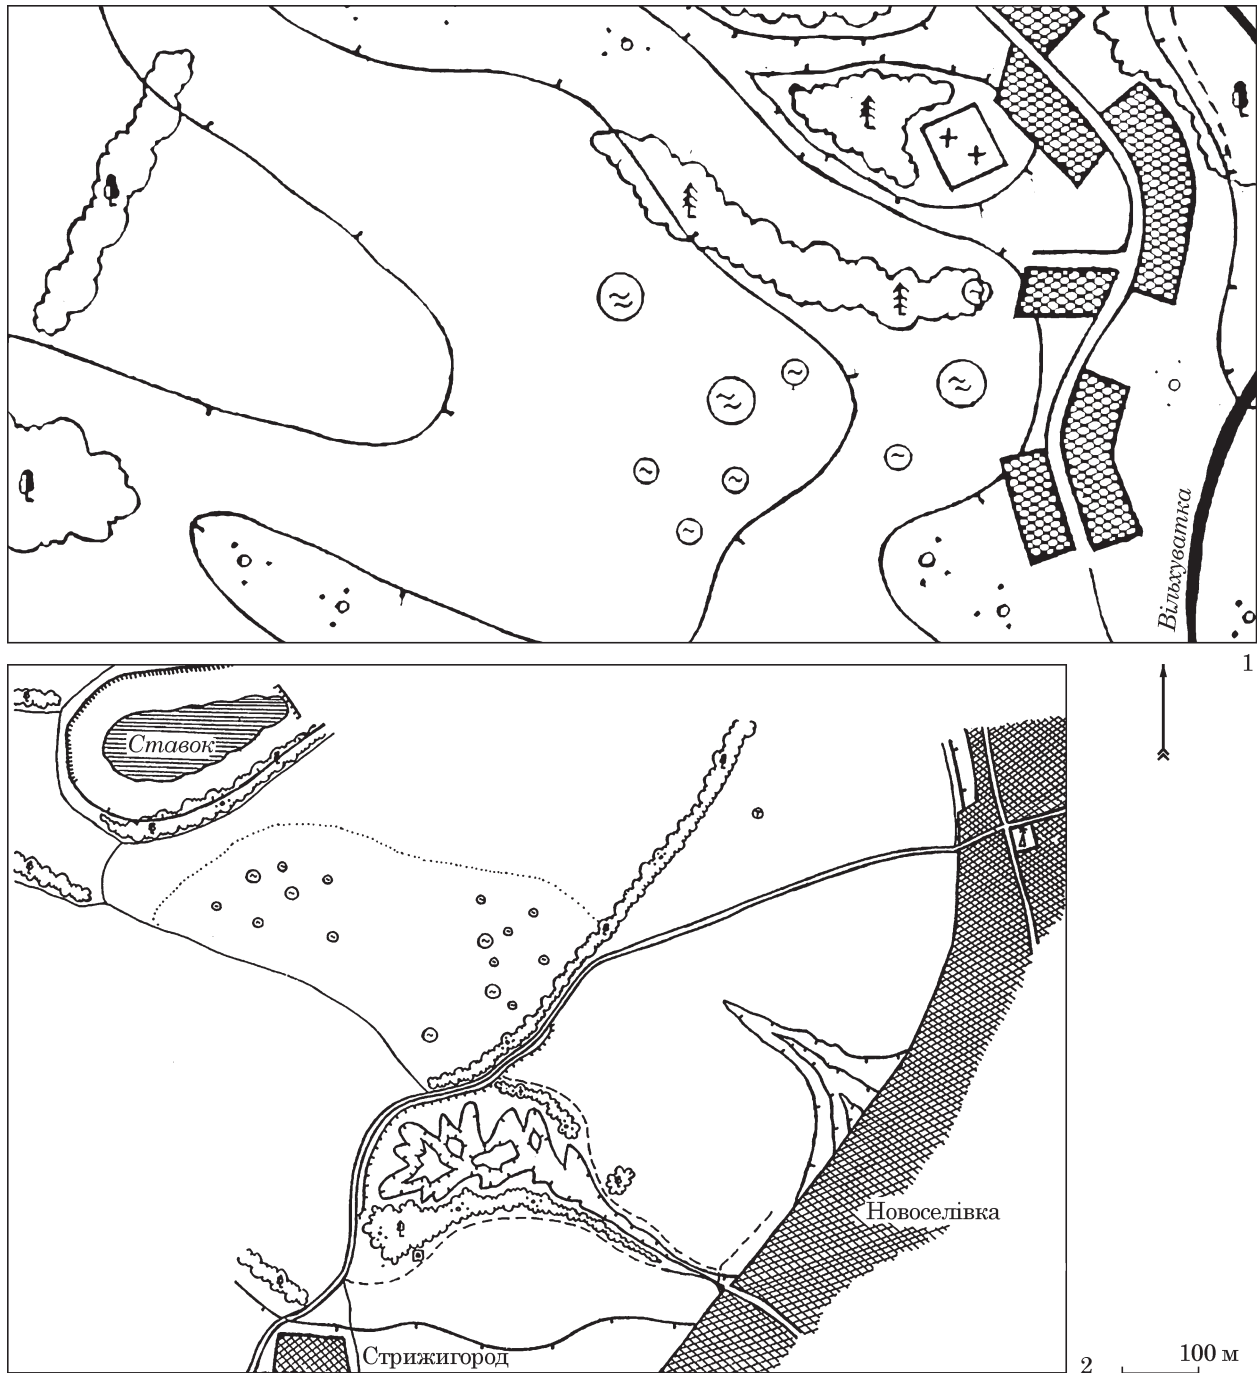 Вільхуватка
1
Ставок
Новоселівка
Стрижигород
2
100 м